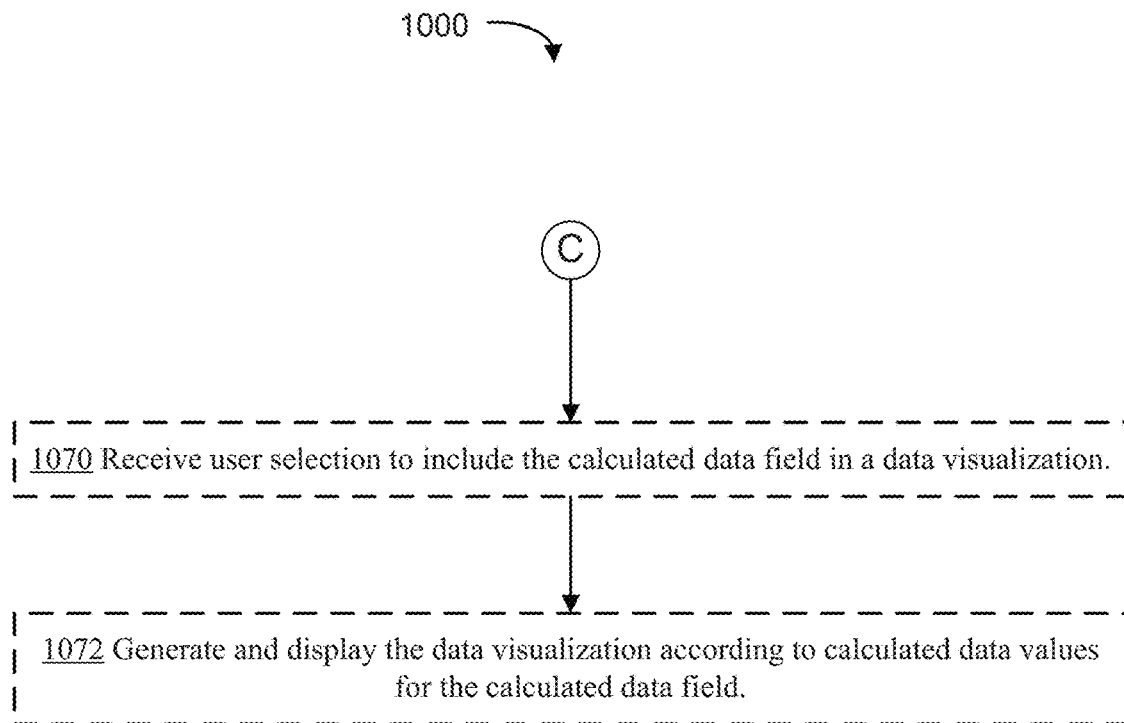 1000
C
1070 Receive user selection to include the calculated data field in a data visualization.
1072 Generate and display the data visualization according to calculated data values
for the calculated data field.